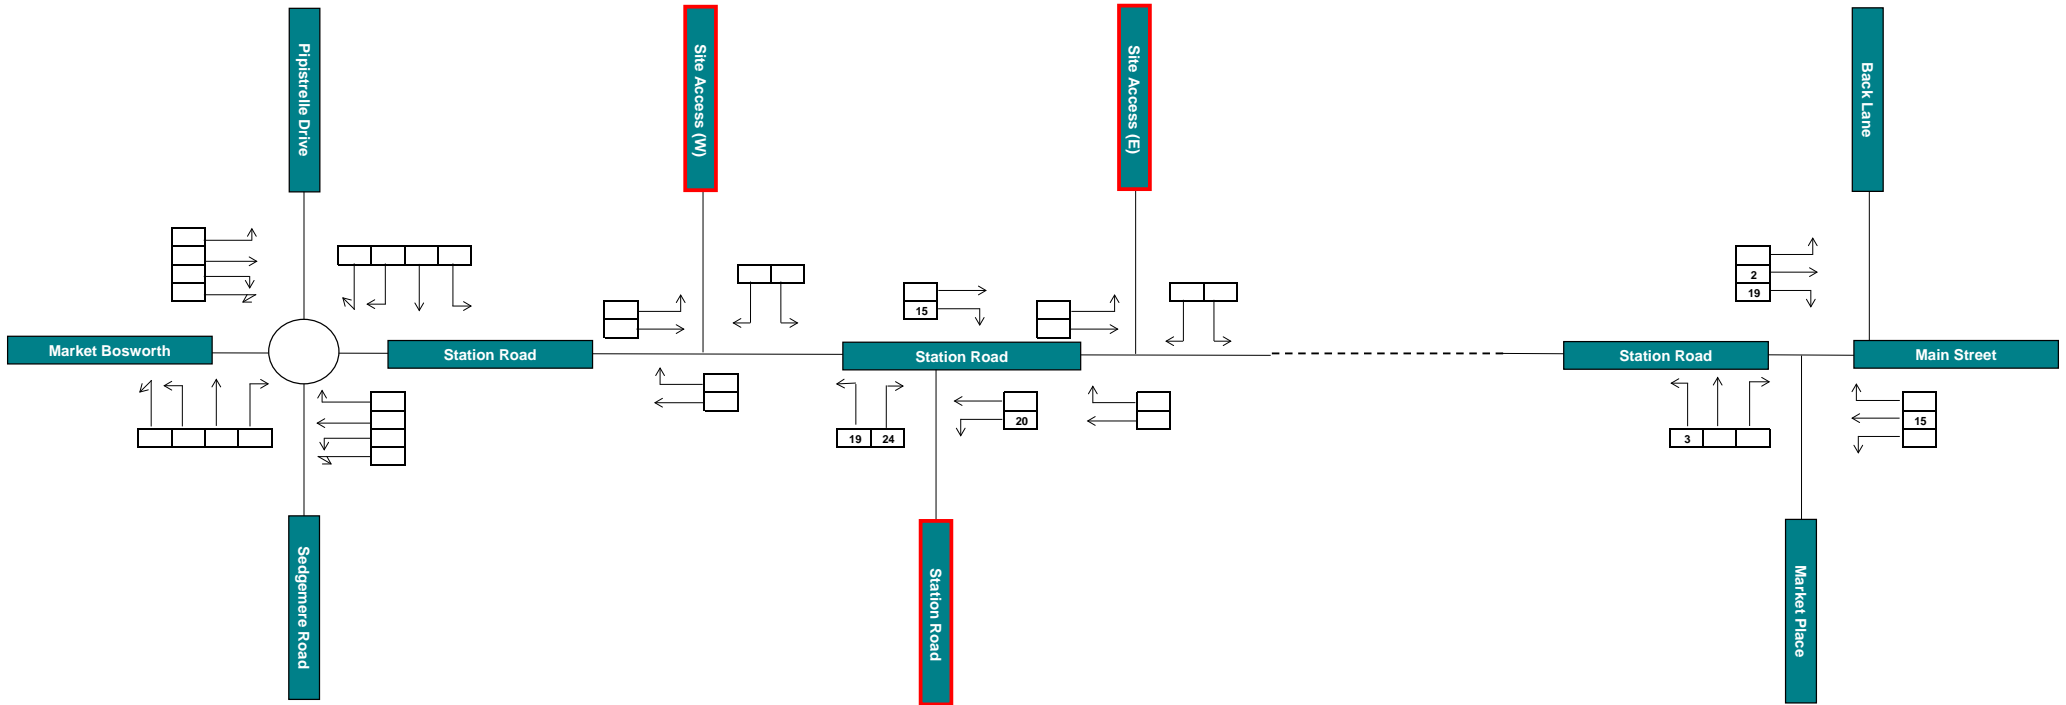 Pipistrelle Drive
Site Access (W)
Site Access (E)
Back Lane
2
19
15
Market Bosworth
Station Road
Station Road
Station Road
Main Street
20
15
19 24
3
Sedgemere Road
Station Road
Market Place